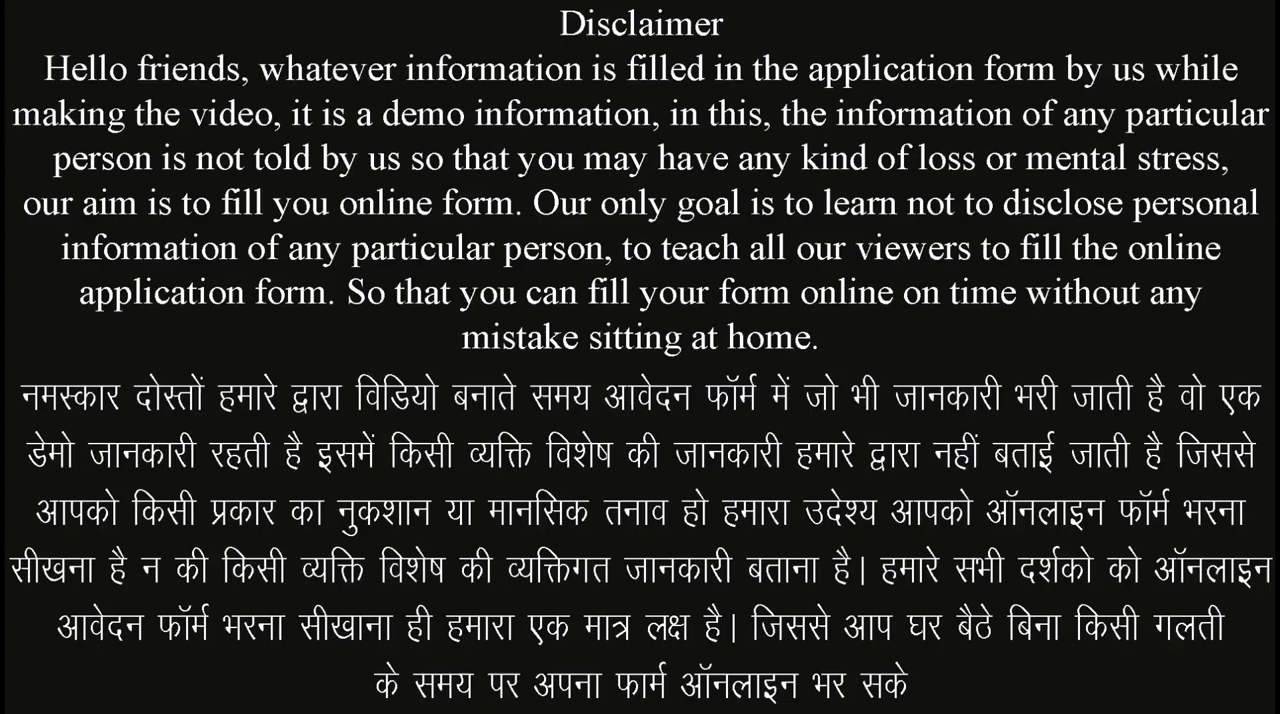 Disclaimer
Hello friends, whatever information is filled in the application form by us while
making the video, it is a demo information, in this, the information of any particular
person is not told by us so that you may have any kind of loss or mental stress,
our aim is to fill you online form. Our only goal is to learn not to disclose personal
information of any particular person, to teach all our viewers to fill the online
application form. So that you can fill your form online on time without any
mistake sitting at home.
नमस्कार दोस्तों हमारे द्वारा विडियो बनाते समय आवेदन फॉर्म में जो भी जानकारी भरी जाती है वो एक
डेमो जानकारी रहती है इसमें किसी व्यक्ति विशेष की जानकारी हमारे द्वारा नहीं बताई जाती है जिससे
आपको किसी प्रकार का नुकशान या मानसिक तनाव हो हमारा उदेश्य आपको ऑनलाइन फॉर्म भरना
सीखना है न की किसी व्यक्ति विशेष की व्यक्तिगत जानकारी बताना है| हमारे सभी दर्शको को ऑनलाइन
आवेदन फॉर्म भरना सीखाना ही हमारा एक मात्र लक्ष है| जिससे आप घर बैठे बिना किसी गलती
के समय पर अपना फार्म ऑनलाइन भर सके